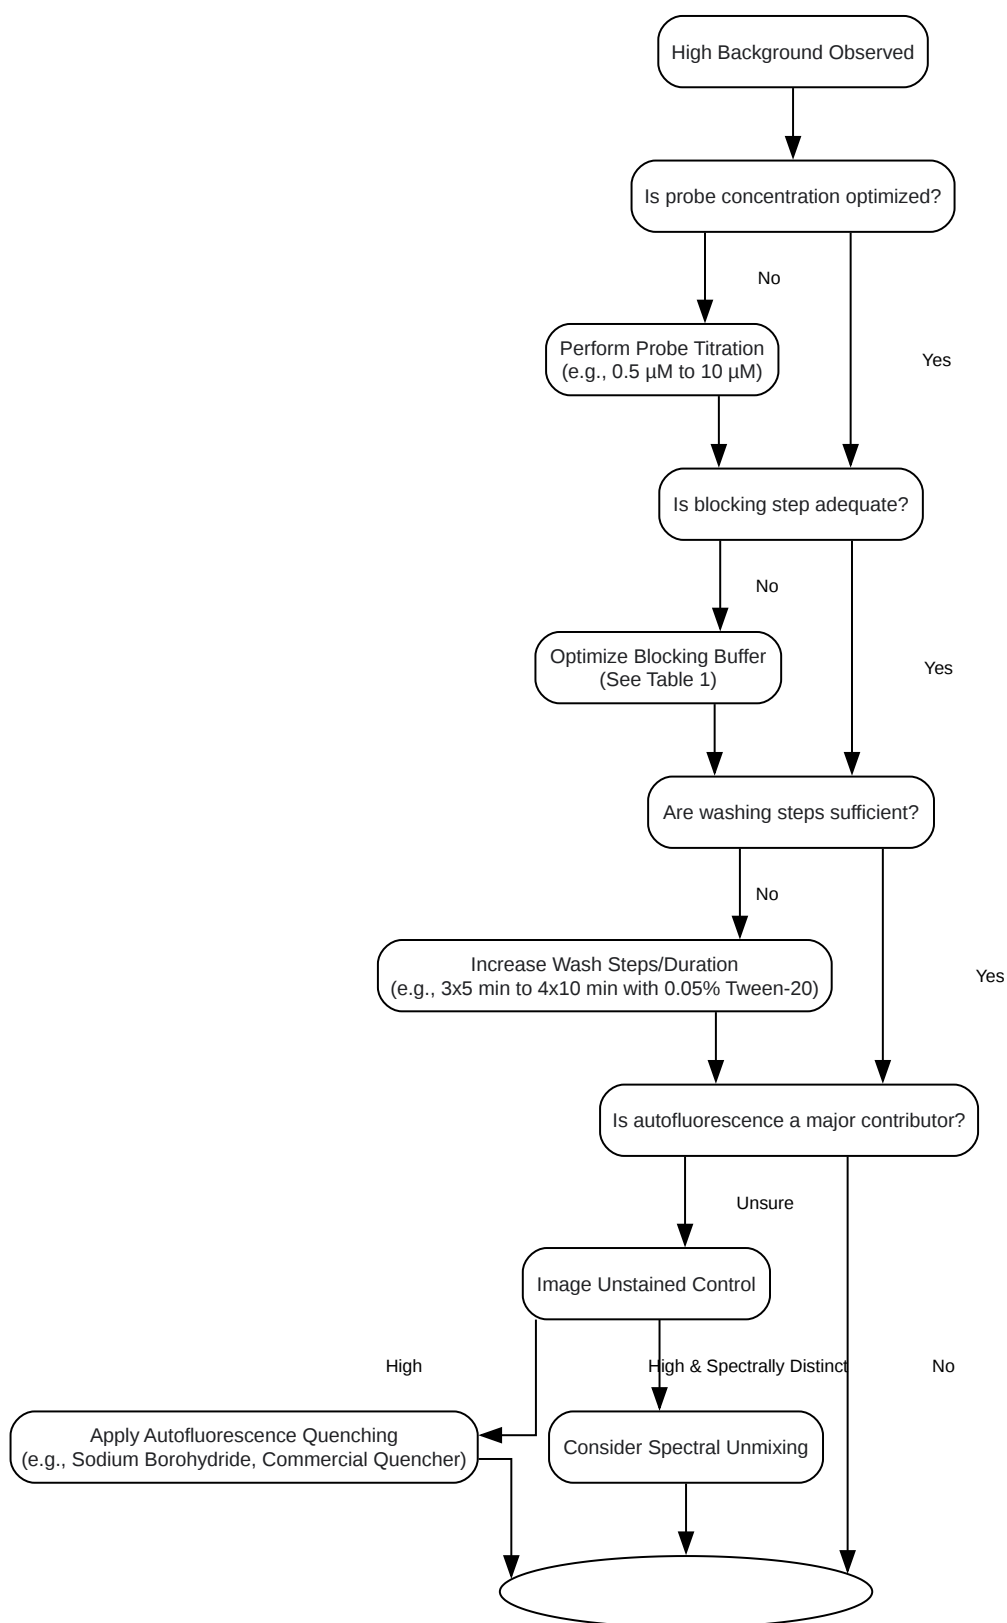 High Background Observed
Is probe concentration optimized?
No
Perform Probe Titration
(e.g., 0.5 µM to 10 µM)
Yes
Is blocking step adequate?
No
Optimize Blocking Buffer
(See Table 1)
Yes
Are washing steps sufficient?
No
Increase Wash Steps/Duration
(e.g., 3x5 min to 4x10 min with 0.05% Tween-20)
Yes
Is autofluorescence a major contributor?
Unsure
Image Unstained Control
High
High & Spectrally Distinct
No
Apply Autofluorescence Quenching
(e.g., Sodium Borohydride, Commercial Quencher)
Consider Spectral Unmixing